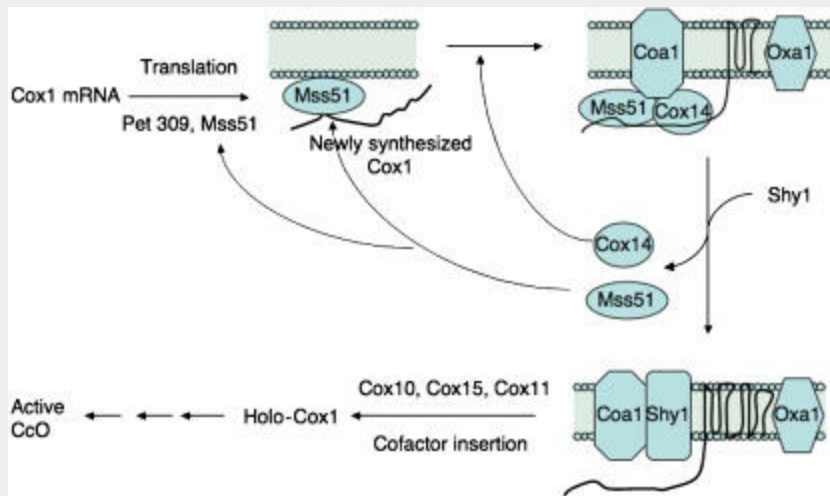 Translation
Cox1 mRNA
Pet 309, Mss51
Mss51
Newly synthesized
Cox1
Coa1
Oxa1
Mss51
Cox14
Shy1
Cox14
Mss51
Cox10, Cox15, Cox11
Active
CcO
Holo-Cox1
Cofactor insertion
Coa1
Shy1
Oxa1